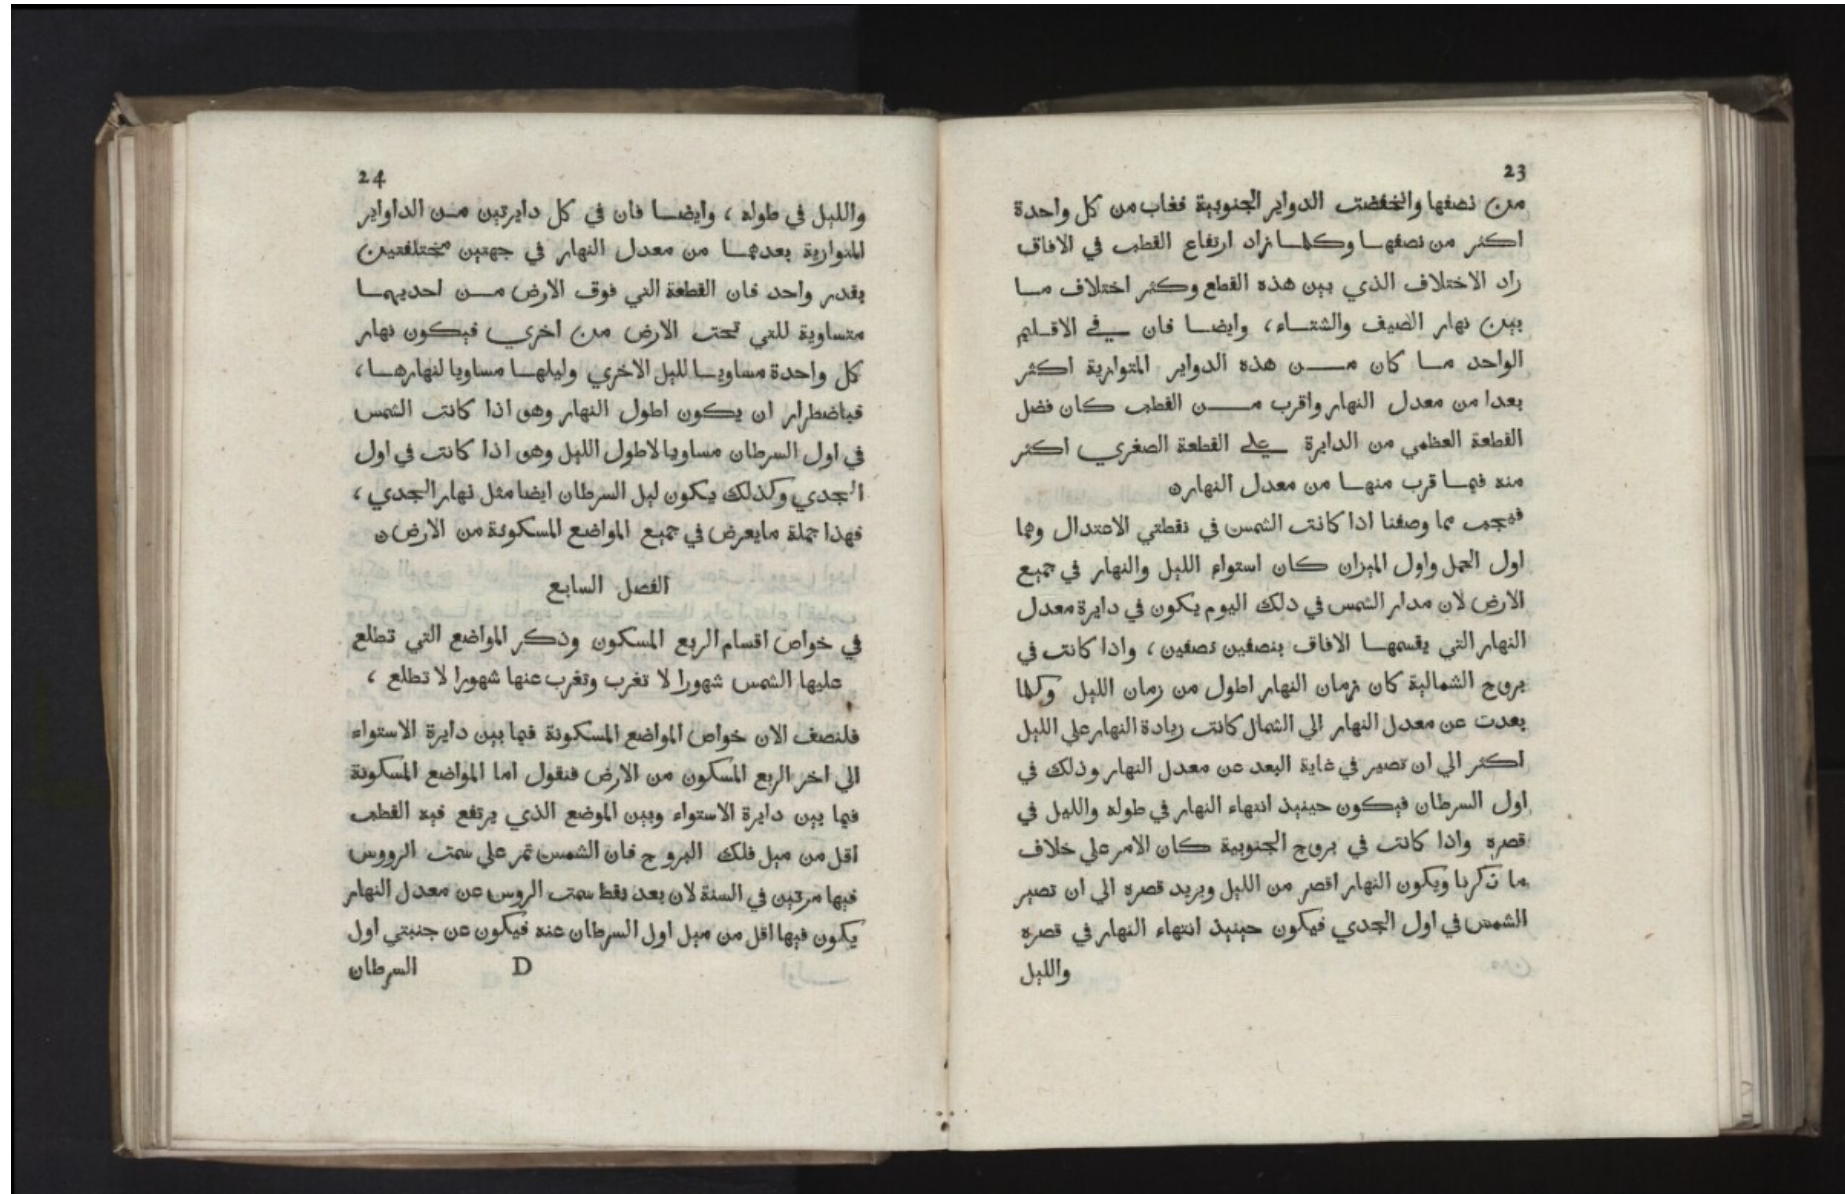 23
من نصفها وانخفضت الدواير الجنوبية فغاب من كل واحدة
اكثر من نصفها وكلما زاد ارتفاع القطب في الافاق
زاد الاختلاف الذي بين هذه القطع وكثر اختلاف ما
بين نهار الصيف والشتاء، وايضا فان في الاقليم
الواحد ما كان من هذه الدواير المتوازية اكثر
بعدا من معدل النهار واقرب من القطب كان فضل
القطعة العظمي من الدايرة علي القطعة الصغري اكثر
منه فيما قرب منها من معدل النهار ه
فيجب مما وصفنا اذا كانت الشمس في نقطتي الاعتدال وهما
اول الحمل واول الميزان كان استواء الليل والنهار في جميع
الارض لان مدار الشمس في دلك اليوم يكون في دايرة معدل
النهار التي يقسمها الافاق بنصفين نصفين، واذا كانت في
بروج الشمالية كان زمان النهار اطول من زمان الليل وكلما
بعدت عن معدل النهار الي الشمال كانت زيادة النهار علي الليل
اكثر الي ان تصير في غاية البعد عن معدل النهار وذلك في
اول السرطان فيكون حينيذ انتهاء النهار في طوله والليل في
قصره واذا كانت في بروج الجنوبية كان الامر علي خلاف
ما ذكرنا ويكون النهار اقصر من الليل ويزيد قصره الي ان تصير
الشمس في اول الجدي فيكون حينيذ انتهاء النهار في قصره
والليل
24
والليل في طوله، وايضا فان في كل دايرتين من الداواير
المتوازية بعدهما من معدل النهار في جهتين مختلفتين
بقدر واحد فان القطعة التي فوق الارض من احديهما
متساوية للتي تحت الارض من اخري فيكون نهار
كل واحدة مساويا لليل الاخري وليلها مساويا لنهارها،
فباضطرار ان يكون اطول النهار وهو اذا كانت الشمس
في اول السرطان مساويا لاطول الليل وهو اذا كانت في اول
الجدي وكذلك يكون ليل السرطان ايضا مثل نهار الجدي،
فهذا جملة ما يعرض في جميع المواضع المسكونة من الارض ه
الفصل السابع
في خواص اقسام الربع المسكون وذكر المواضع التي تطلع
عليها الشمس شهورا لا تغرب وتغرب عنها شهورا لا تطلع،
فلنصف الان خواص المواضع المسكونة فيما بين دايرة الاستواء
الي اخر الربع المسكون من الارض فنقول اما المواضع المسكونة
فيما بين دايرة الاستواء وبين الموضع الذي يرتفع فيه القطب
اقل من ميل فلك البروج فان الشمس تمر علي سمت الرووس
فيها مرتين في السنة لان بعد نقط سمت الروس عن معدل النهار
يكون فيها اقل من ميل اول السرطان عنه فيكون عن جنبتي اول
D السرطان